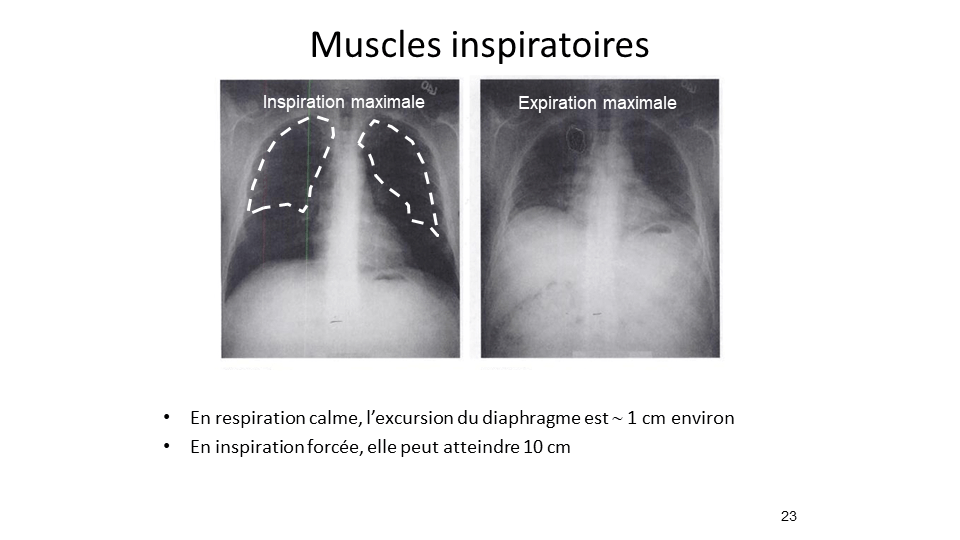 Muscles inspiratoires
Inspiration maximale
Expiration maximale
• En respiration calme, l’excursion du diaphragme est ~ 1 cm environ
• En inspiration forcée, elle peut atteindre 10 cm
23